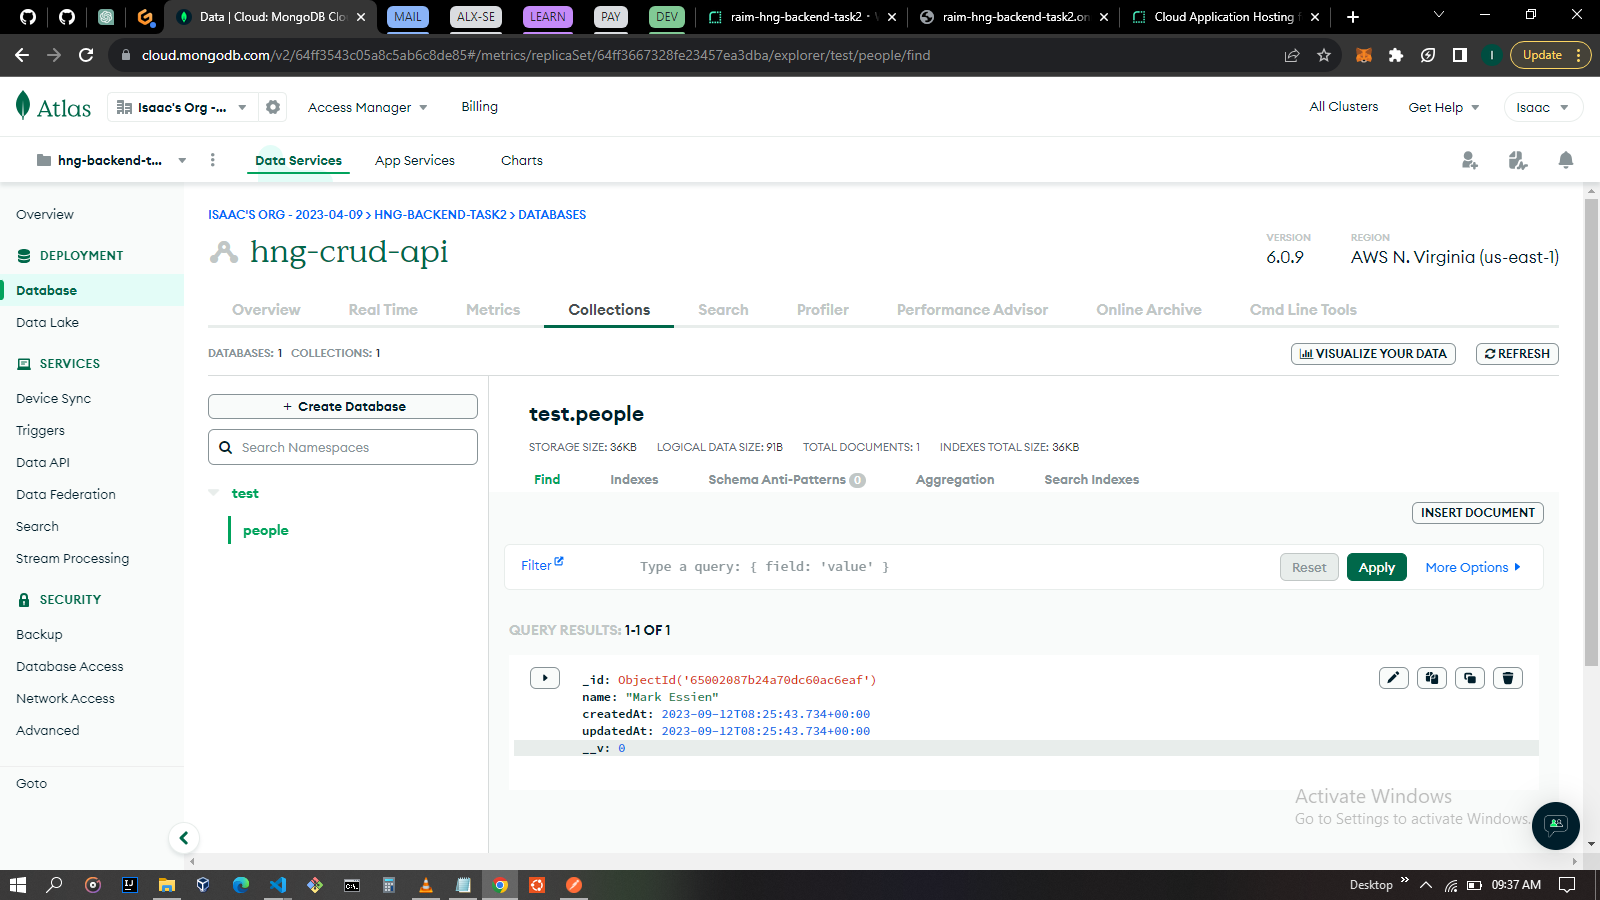 Data | Cloud: MongoDB Clo
MAIL
ALX-SE
LEARN
PAY
DEV
raim-hng-backend-task2 ·
raim-hng-backend-task2.on
Cloud Application Hosting f
cloud.mongodb.com/v2/64ff3543c05a8c5ab6c8de85#/metrics/replicaSet/64ff3667328fe23457ea3dba/explorer/test/people/find
I
Update
Atlas
Isaac's Org -...
Access Manager
Billing
All Clusters
Get Help
Isaac
hng-backend-t...
Data Services
App Services
Charts
Overview
DEPLOYMENT
Database
Data Lake
SERVICES
Device Sync
Triggers
Data API
Data Federation
Search
Stream Processing
SECURITY
Backup
Database Access
Network Access
Advanced
Goto
ISAAC'S ORG - 2023-04-09 > HNG-BACKEND-TASK2 > DATABASES
hng-crud-api
VERSION
6.0.9
REGION
AWS N. Virginia (us-east-1)
Overview
Real Time
Metrics
Collections
Search
Profiler
Performance Advisor
Online Archive
Cmd Line Tools
DATABASES: 1 COLLECTIONS: 1
VISUALIZE YOUR DATA
REFRESH
+ Create Database
Search Namespaces
test
people
test.people
STORAGE SIZE: 36KB
LOGICAL DATA SIZE: 91B
TOTAL DOCUMENTS: 1
INDEXES TOTAL SIZE: 36KB
Find
Indexes
Schema Anti-Patterns 0
Aggregation
Search Indexes
INSERT DOCUMENT
Filter
Type a query: { field: 'value' }
Reset
Apply
More Options
QUERY RESULTS: 1-1 OF 1
_id: ObjectId('65002087b24a70dc60ac6eaf')
name: "Mark Essien"
createdAt: 2023-09-12T08:25:43.734+00:00
updatedAt: 2023-09-12T08:25:43.734+00:00
__v: 0
Activate Windows
Go to Settings to activate Windows.
Desktop
09:37 AM